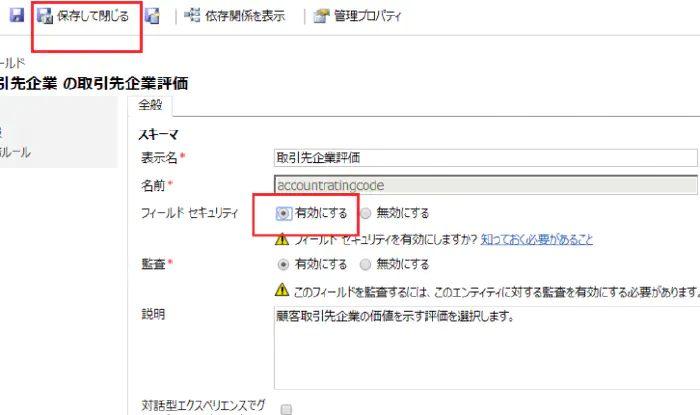 保存して閉じる 依存関係を表示 管理プロパティ
ールド
引先企業 の取引先企業評価
全般
スキーマ
表示名*
取引先企業評価
ルール
名前*
accountratingcode
フィールド セキュリティ
有効にする 無効にする
フィールド セキュリティを有効にしますか? 知っておく必要があること
監査*
有効にする 無効にする
このフィールドを監査するには、このエンティティに対する監査を有効にする必要があります。
説明
顧客取引先企業の価値を示す評価を選択します。
対話型エクスペリエンスでグ